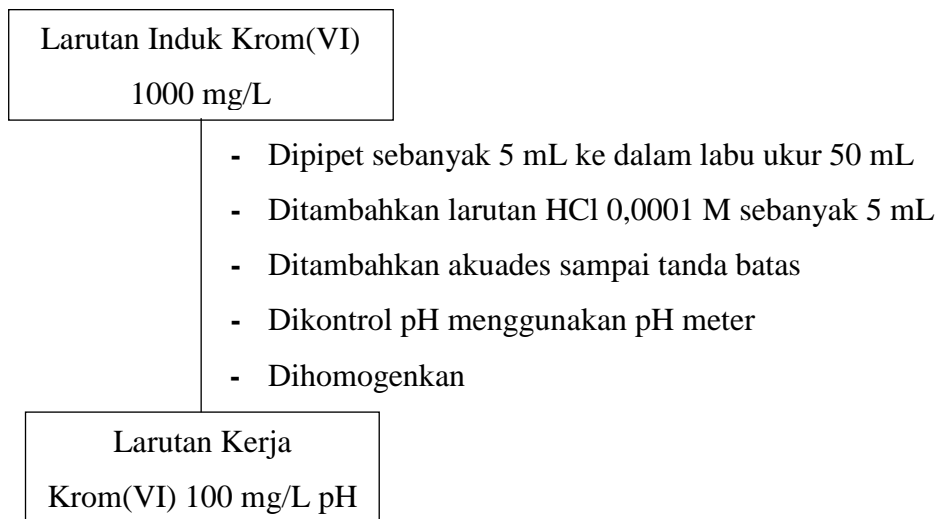 Larutan Induk Krom(VI)
1000 mg/L
- Dipipet sebanyak 5 mL ke dalam labu ukur 50 mL
- Ditambahkan larutan HCl 0,0001 M sebanyak 5 mL
- Ditambahkan akuades sampai tanda batas
- Dikontrol pH menggunakan pH meter
- Dihomogenkan
Larutan Kerja
Krom(VI) 100 mg/L pH